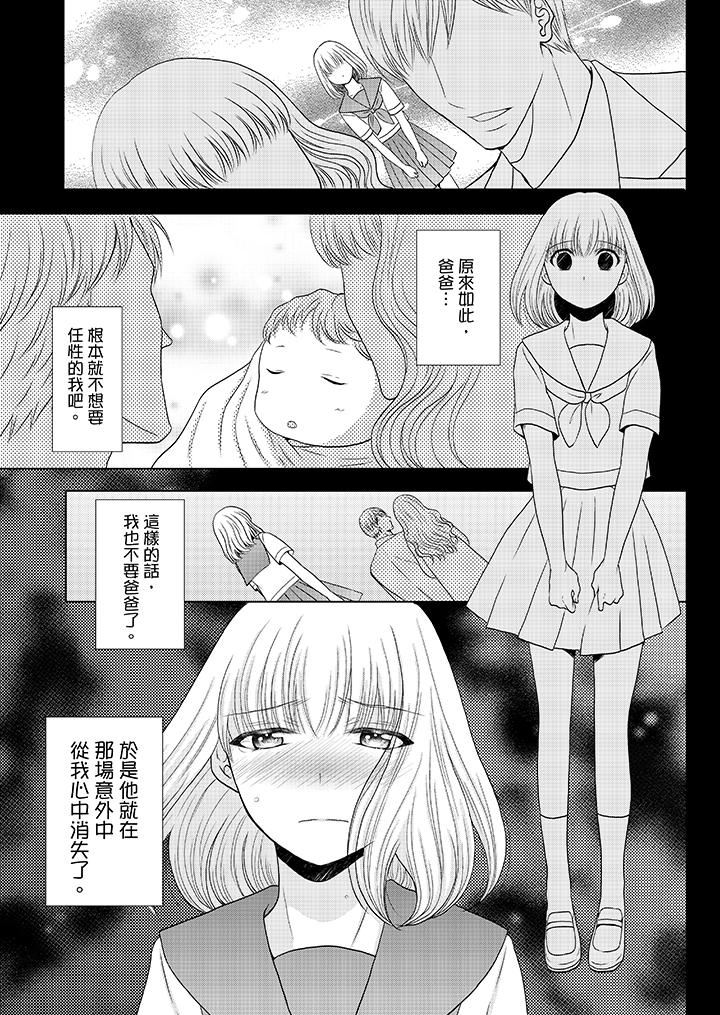 原來如此，
爸爸…
根本就不想要
任性的我吧。
這樣的話，
我也不要爸爸了。
於是他就在
那場意外中
從我心中消失了。